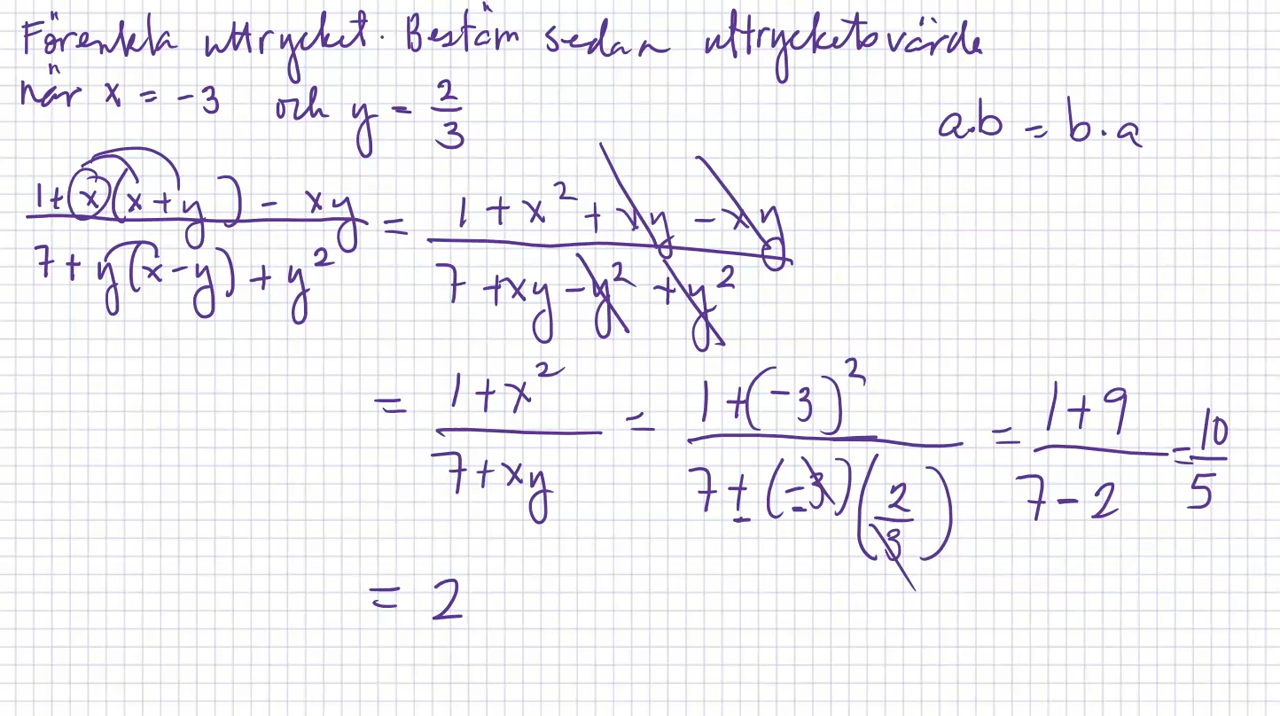 Förenkla uttrycket. Bestäm sedan uttryckets värde
när x = -3 och y = 2/3
a·b = b·a
(1+x(x+y) - xy)/(7+y(x-y)+y²) = (1+x²+xy-xy)/(7+xy-y²+y²)
= (1+x²)/(7+xy) = (1+(-3)²)/(7+(-3)(2/3)) = (1+9)/(7-2) = 10/5
= 2